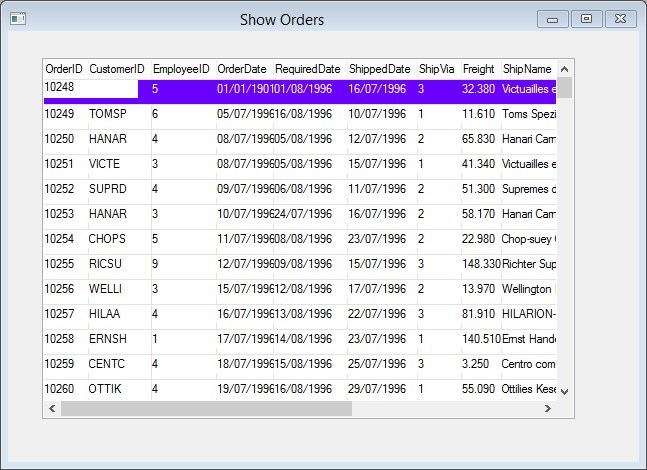 Show Orders
OrderID CustomerID EmployeeID OrderDate RequiredDate ShippedDate ShipVia Freight ShipName
10248 5 01/01/1901 01/08/1996 16/07/1996 3 32.380 Victuailles e
10249 TOMSP 6 05/07/1996 16/08/1996 10/07/1996 1 11.610 Toms Spezi
10250 HANAR 4 08/07/1996 05/08/1996 12/07/1996 2 65.830 Hanari Carn
10251 VICTE 3 08/07/1996 05/08/1996 15/07/1996 1 41.340 Victuailles e
10252 SUPRD 4 09/07/1996 06/08/1996 11/07/1996 2 51.300 Supremes d
10253 HANAR 3 10/07/1996 24/07/1996 16/07/1996 2 58.170 Hanari Carn
10254 CHOPS 5 11/07/1996 08/08/1996 23/07/1996 2 22.980 Chop-suey
10255 RICSU 9 12/07/1996 09/08/1996 15/07/1996 3 148.330 Richter Sup
10256 WELLI 3 15/07/1996 12/08/1996 17/07/1996 2 13.970 Wellington
10257 HILAA 4 16/07/1996 13/08/1996 22/07/1996 3 81.910 HILARION-
10258 ERNSH 1 17/07/1996 14/08/1996 23/07/1996 1 140.510 Ernst Hand
10259 CENTC 4 18/07/1996 15/08/1996 25/07/1996 3 3.250 Centro com
10260 OTTIK 4 19/07/1996 16/08/1996 29/07/1996 1 55.090 Ottilies Kese